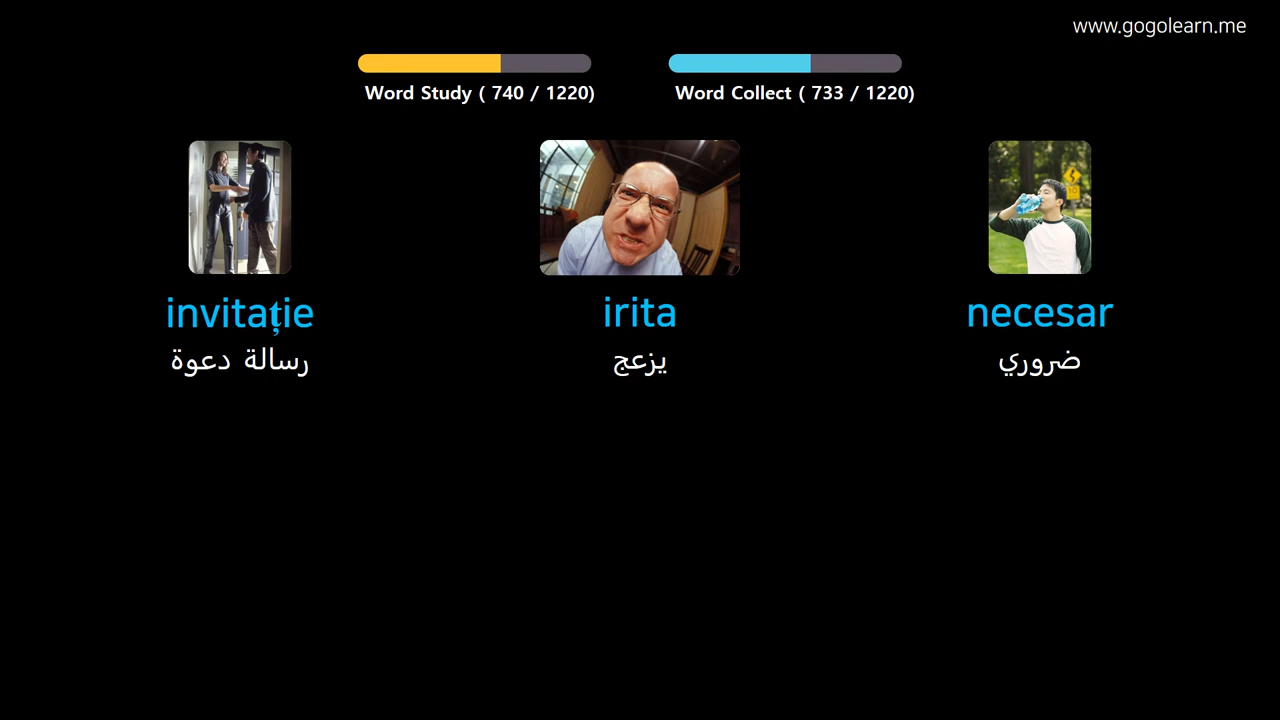 www.gogolearn.me
Word Study ( 740 / 1220)
Word Collect ( 733 / 1220)
invitație
irita
necesar
رسالة دعوة
يزعج
ضروري